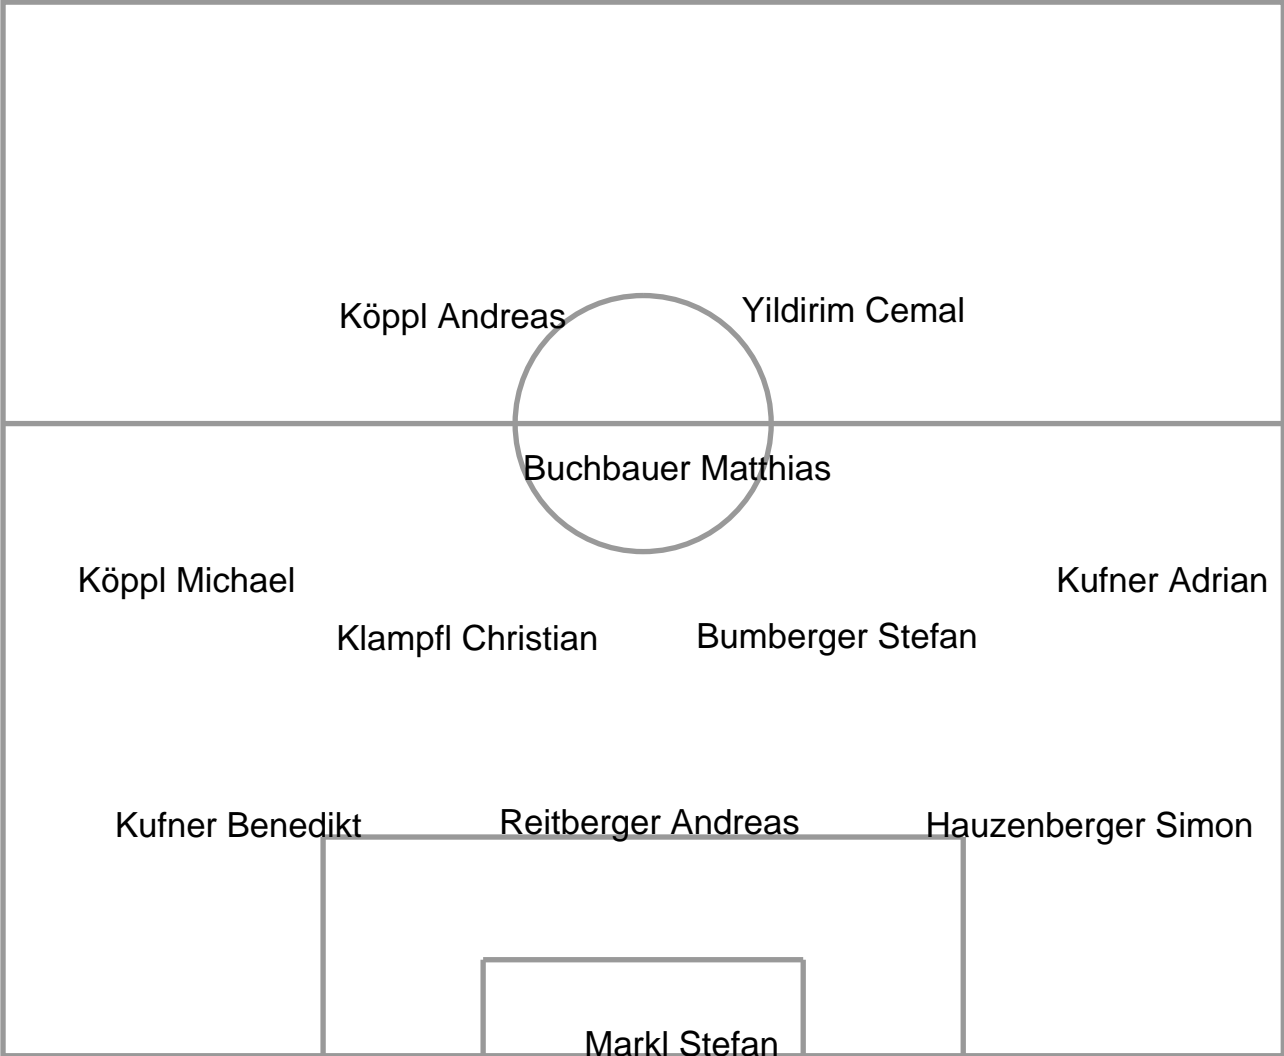 Köppl Andreas
Yildirim Cemal
Buchbauer Matthias
Köppl Michael
Kufner Adrian
Klampfl Christian
Bumberger Stefan
Kufner Benedikt
Reitberger Andreas
Hauzenberger Simon
Markl Stefan